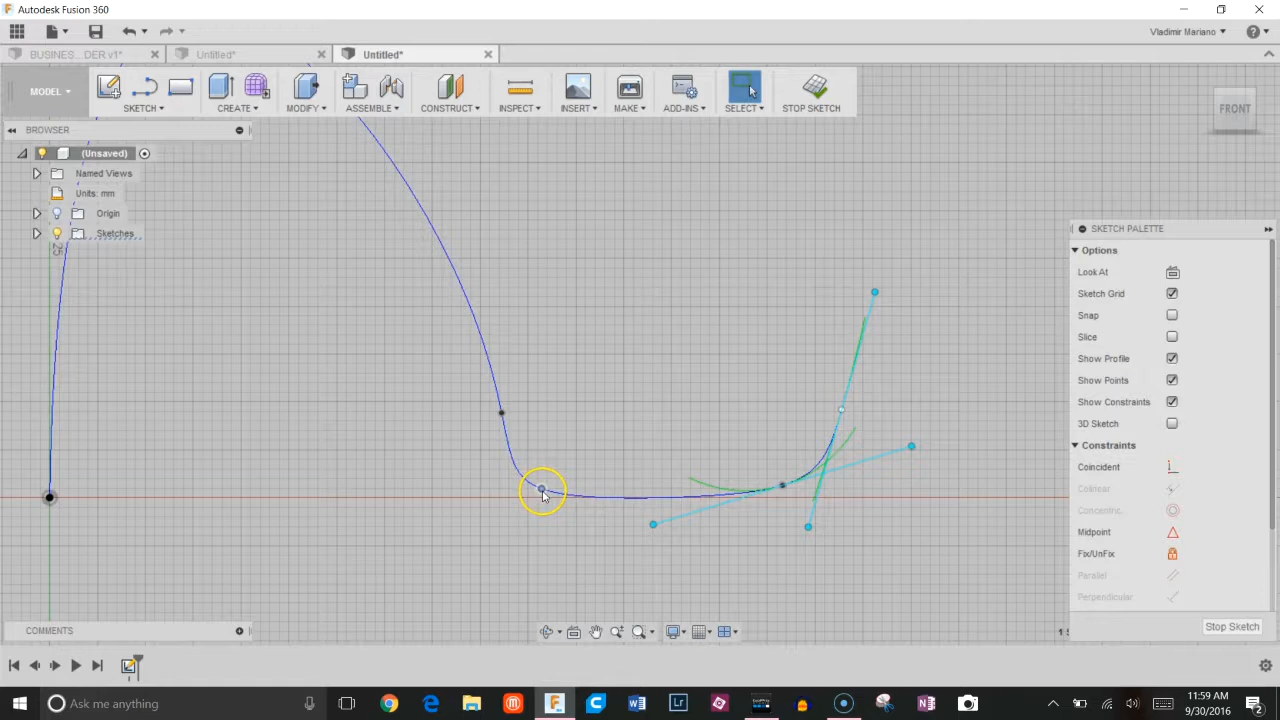 Autodesk Fusion 360
Vladimir Mariano
BUSINES...DER v1*
Untitled*
Untitled*
MODEL
SKETCH
CREATE
MODIFY
ASSEMBLE
CONSTRUCT
INSPECT
INSERT
MAKE
ADD-INS
SELECT
STOP SKETCH
FRONT
BROWSER
(Unsaved)
Named Views
Units: mm
Origin
Sketches
25
SKETCH PALETTE
Options
Look At
Sketch Grid
Snap
Slice
Show Profile
Show Points
Show Constraints
3D Sketch
Constraints
Coincident
Colinear
Concentric
Midpoint
Fix/UnFix
Parallel
Perpendicular
Stop Sketch
COMMENTS
Ask me anything
11:59 AM
9/30/2016